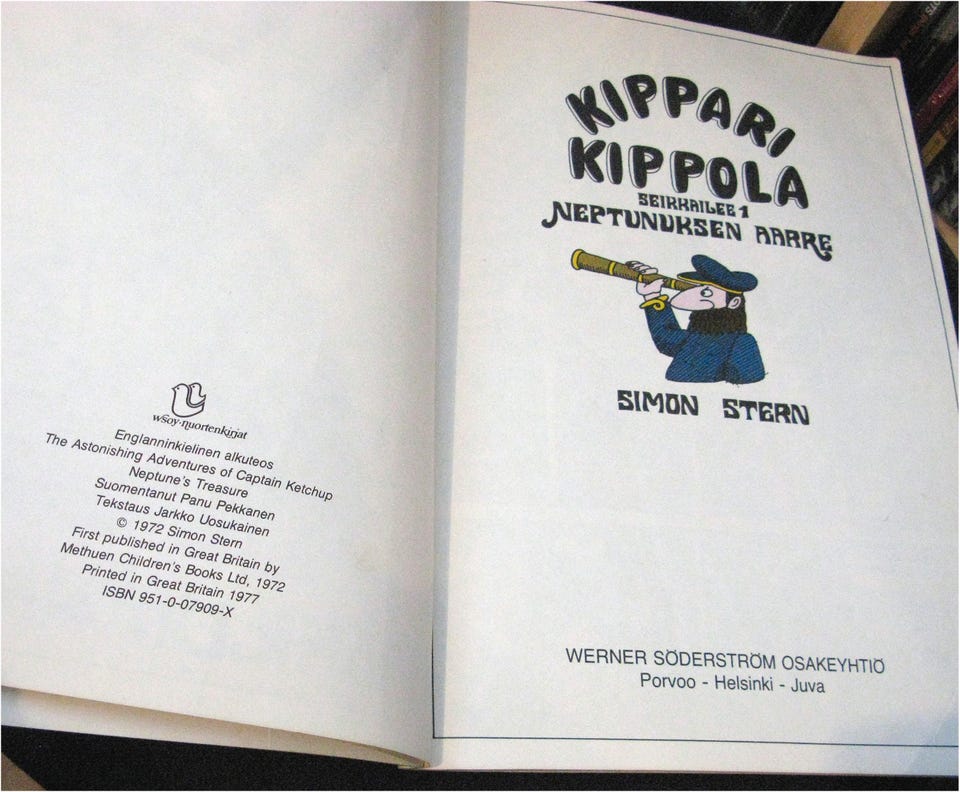 wsoy·nuortenkirjat
Englanninkielinen alkuteos
The Astonishing Adventures of Captain Ketchup
Neptune's Treasure
Suomentanut Panu Pekkanen
Tekstaus Jarkko Uosukainen
© 1972 Simon Stern
First published in Great Britain by
Methuen Children's Books Ltd, 1972
Printed in Great Britain 1977
ISBN 951-0-07909-X
KIPPARI
KIPPOLA
SEIKKAILEE 1
NEPTUNUKSEN AARRE
SIMON STERN
WERNER SÖDERSTRÖM OSAKEYHTIÖ
Porvoo - Helsinki - Juva